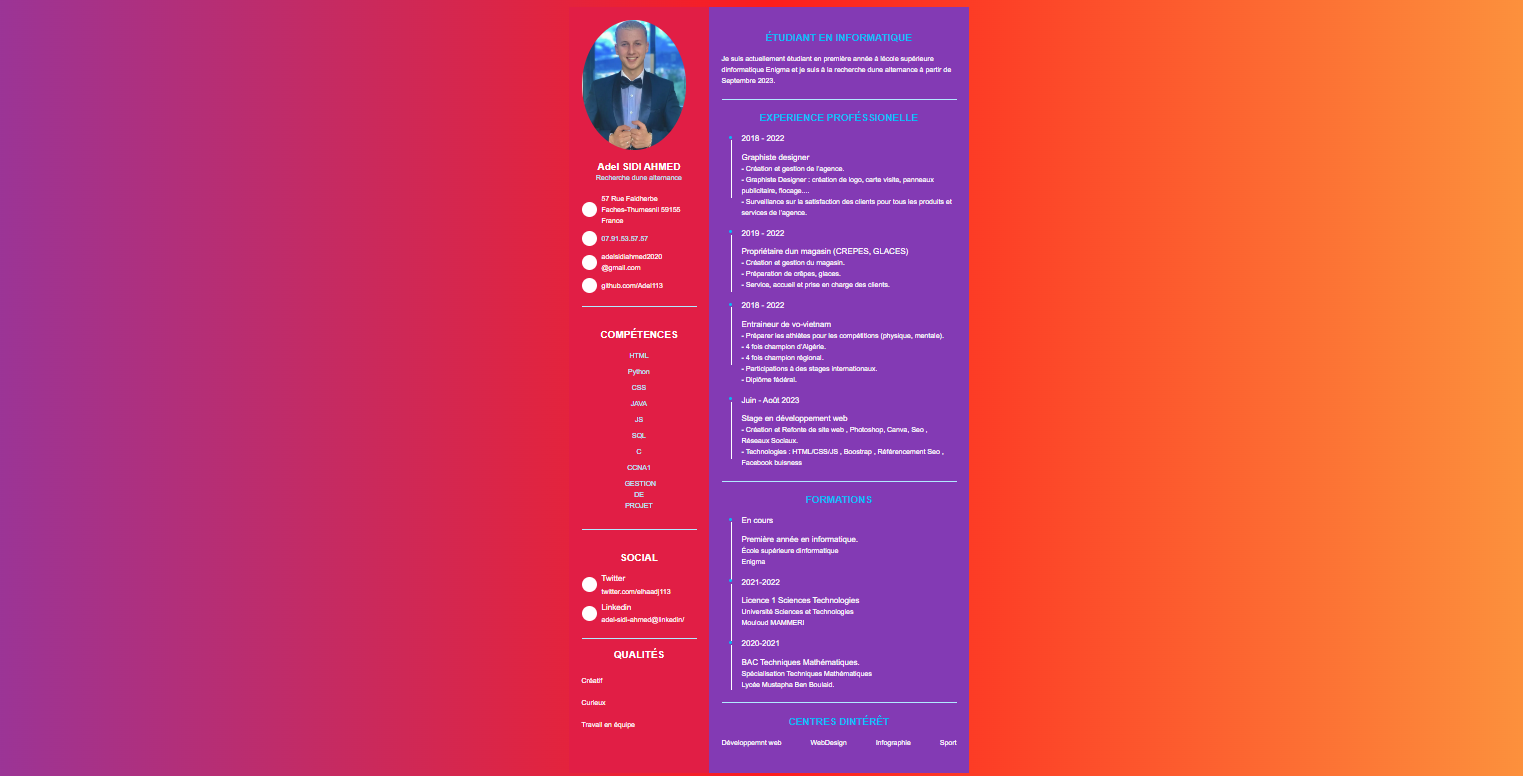 Adel SIDI AHMED
Recherche dune alternance
57 Rue Faidherbe
Faches-Thumesnil 59155
France
07.91.53.57.57
adelsidiahmed2020
@gmail.com
github.com/Adel113
COMPÉTENCES
HTML
Python
CSS
JAVA
JS
SQL
C
CCNA1
GESTION
DE
PROJET
SOCIAL
Twitter
twitter.com/elhaadj113
Linkedin
adel-sidi-ahmed@linkedin/
QUALITÉS
Créatif
Curieux
Travail en équipe
ÉTUDIANT EN INFORMATIQUE
Je suis actuellement étudiant en première année à lécole supérieure
dinformatique Enigma et je suis à la recherche dune alternance à partir de
Septembre 2023.
EXPERIENCE PROFÉSSIONELLE
2018 - 2022
Graphiste designer
- Création et gestion de l'agence.
- Graphiste Designer : création de logo, carte visite, panneaux
publicitaire, flocage....
- Surveillance sur la satisfaction des clients pour tous les produits et
services de l'agence.
2019 - 2022
Propriétaire dun magasin (CREPES, GLACES)
- Création et gestion du magasin.
- Préparation de crêpes, glaces.
- Service, accueil et prise en charge des clients.
2018 - 2022
Entraineur de vo-vietnam
- Préparer les athlètes pour les compétitions (physique, mentale).
- 4 fois champion d'Algérie.
- 4 fois champion régional.
- Participations à des stages internationaux.
- Diplôme fédéral.
Juin - Août 2023
Stage en développement web
- Création et Refonte de site web , Photoshop, Canva, Seo ,
Réseaux Sociaux.
- Technologies : HTML/CSS/JS , Boostrap , Référencement Seo ,
Facebook buisness
FORMATIONS
En cours
Première année en informatique.
École supérieure dinformatique
Enigma
2021-2022
Licence 1 Sciences Technologies
Université Sciences et Technologies
Mouloud MAMMERI
2020-2021
BAC Techniques Mathématiques.
Spécialisation Techniques Mathématiques
Lycée Mustapha Ben Boulaid.
CENTRES DINTÉRÊT
Développemnt web WebDesign Infographie Sport